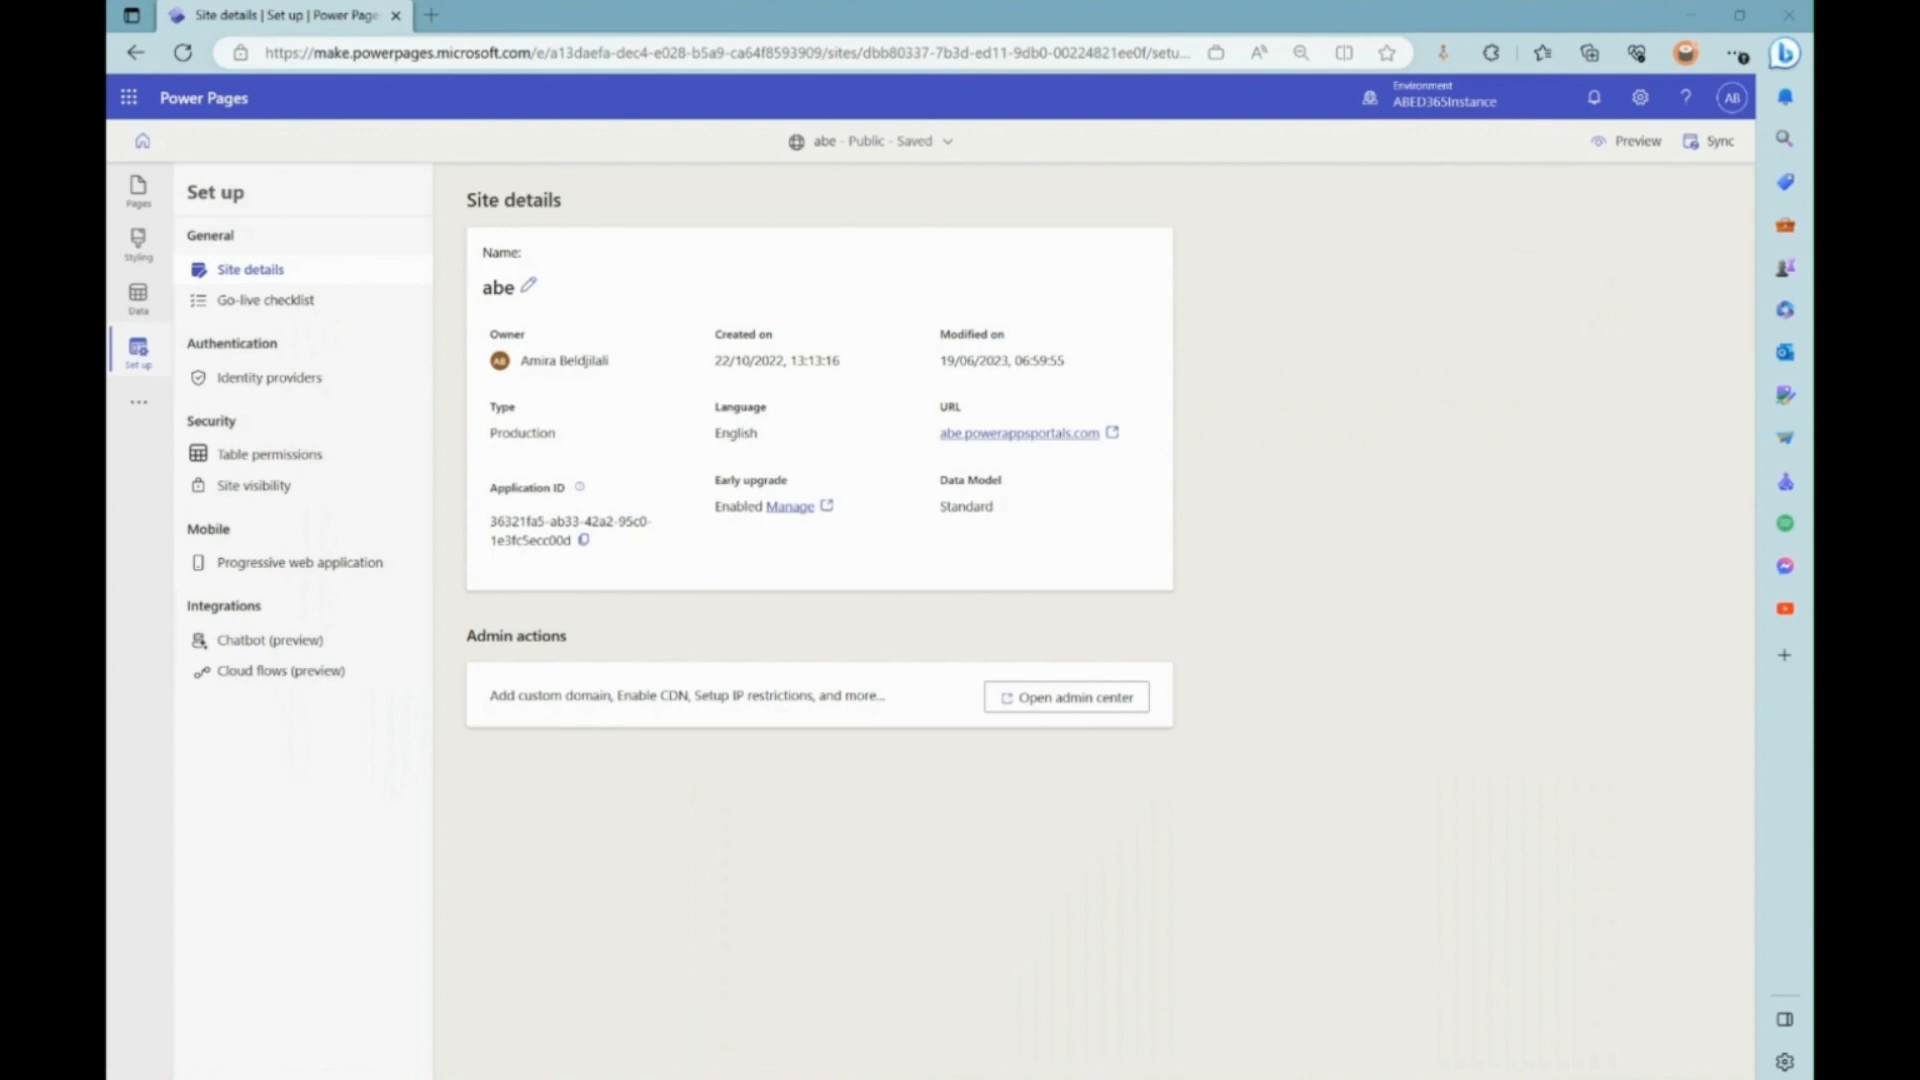 Site details | Set up | Power Page
https://make.powerpages.microsoft.com/e/a13daefa-dec4-e028-b5a9-ca64f8593909/sites/dbb80337-7b3d-ed11-9db0-00224821ee0f/setu...
Power Pages
Environment
ABED365Instance
AB
abe - Public - Saved
Preview
Sync
Pages
Styling
Data
Set up
Set up
General
Site details
Go-live checklist
Authentication
Identity providers
Security
Table permissions
Site visibility
Mobile
Progressive web application
Integrations
Chatbot (preview)
Cloud flows (preview)
Site details
Name:
abe
Owner
AB Amira Beldjilali
Created on
22/10/2022, 13:13:16
Modified on
19/06/2023, 06:59:55
Type
Production
Language
English
URL
abe.powerappsportals.com
Application ID
36321fa5-ab33-42a2-95c0-
1e3fc5ecc00d
Early upgrade
Enabled Manage
Data Model
Standard
Admin actions
Add custom domain, Enable CDN, Setup IP restrictions, and more...
Open admin center